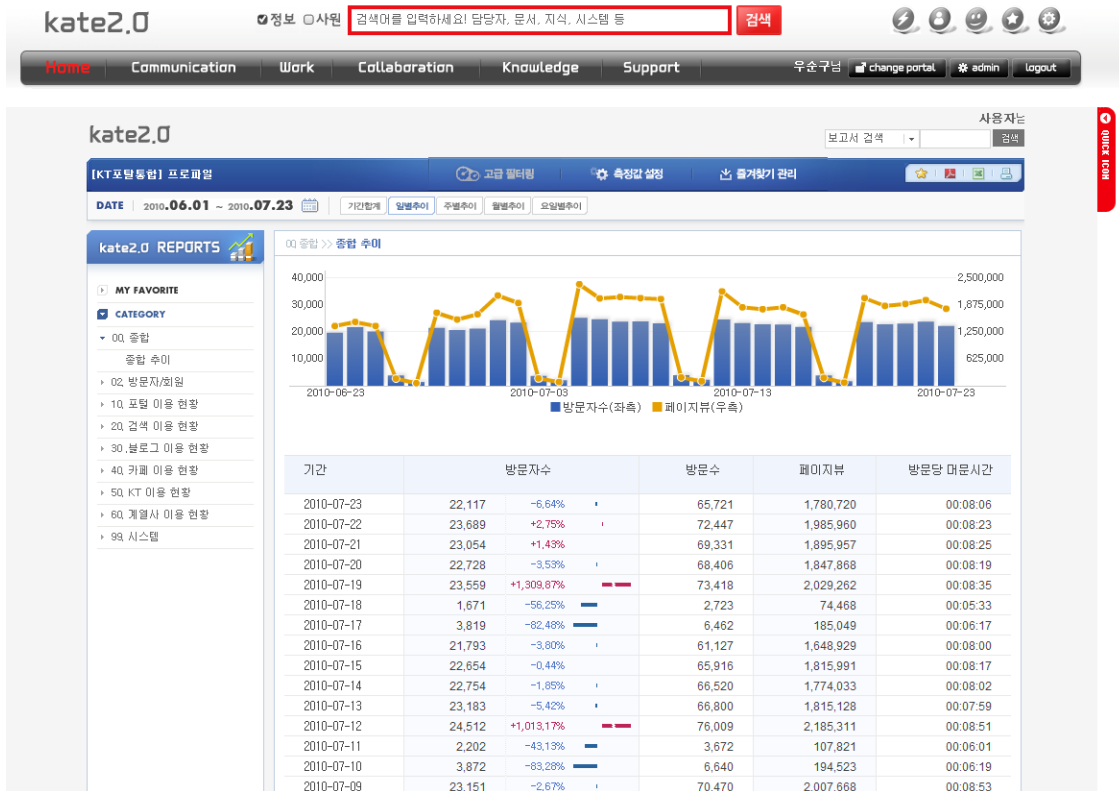 kate2.0
정보 사원 검색어를 입력하세요! 담당자, 문서, 지식, 시스템 등 검색
Home Communication Work Collaboration Knowledge Support 우순구님 change portal admin logout
사용자는
kate2.0
보고서 검색 검색
QUICK ICON
[KT포탈통합] 프로파일 고급 필터링 측정값 설정 즐겨찾기 관리
DATE 2010.06.01 ~ 2010.07.23 기간합계 일별추이 주별추이 월별추이 요일별추이
kate2.0 REPORTS
MY FAVORITE
CATEGORY
00. 종합
종합 추이
02. 방문자/회원
10. 포털 이용 현황
20. 검색 이용 현황
30.블로그 이용 현황
40. 카페 이용 현황
50. KT 이용 현황
60. 계열사 이용 현황
99. 시스템
00. 종합 >> 종합 추이
40,000 2,500,000
30,000 1,875,000
20,000 1,250,000
10,000 625,000
2010-06-23 2010-07-03 2010-07-13 2010-07-23
방문자수(좌측) 페이지뷰(우측)
기간 방문자수 방문수 페이지뷰 방문당 머문시간
2010-07-23 22,117 -6.64% 65,721 1,780,720 00:08:06
2010-07-22 23,689 +2.75% 72,447 1,985,960 00:08:23
2010-07-21 23,054 +1.43% 69,331 1,895,957 00:08:25
2010-07-20 22,728 -3.53% 68,406 1,847,868 00:08:19
2010-07-19 23,559 +1,309.87% 73,418 2,029,262 00:08:35
2010-07-18 1,671 -56.25% 2,723 74,468 00:05:33
2010-07-17 3,819 -82.48% 6,462 185,049 00:06:17
2010-07-16 21,793 -3.80% 61,127 1,648,929 00:08:00
2010-07-15 22,654 -0.44% 65,916 1,815,991 00:08:17
2010-07-14 22,754 -1.85% 66,520 1,774,033 00:08:02
2010-07-13 23,183 -5.42% 66,800 1,815,128 00:07:59
2010-07-12 24,512 +1,013.17% 76,009 2,185,311 00:08:51
2010-07-11 2,202 -43.13% 3,672 107,821 00:06:01
2010-07-10 3,872 -83.28% 6,640 194,523 00:06:19
2010-07-09 23,151 -2.67% 70,470 2,007,668 00:08:53